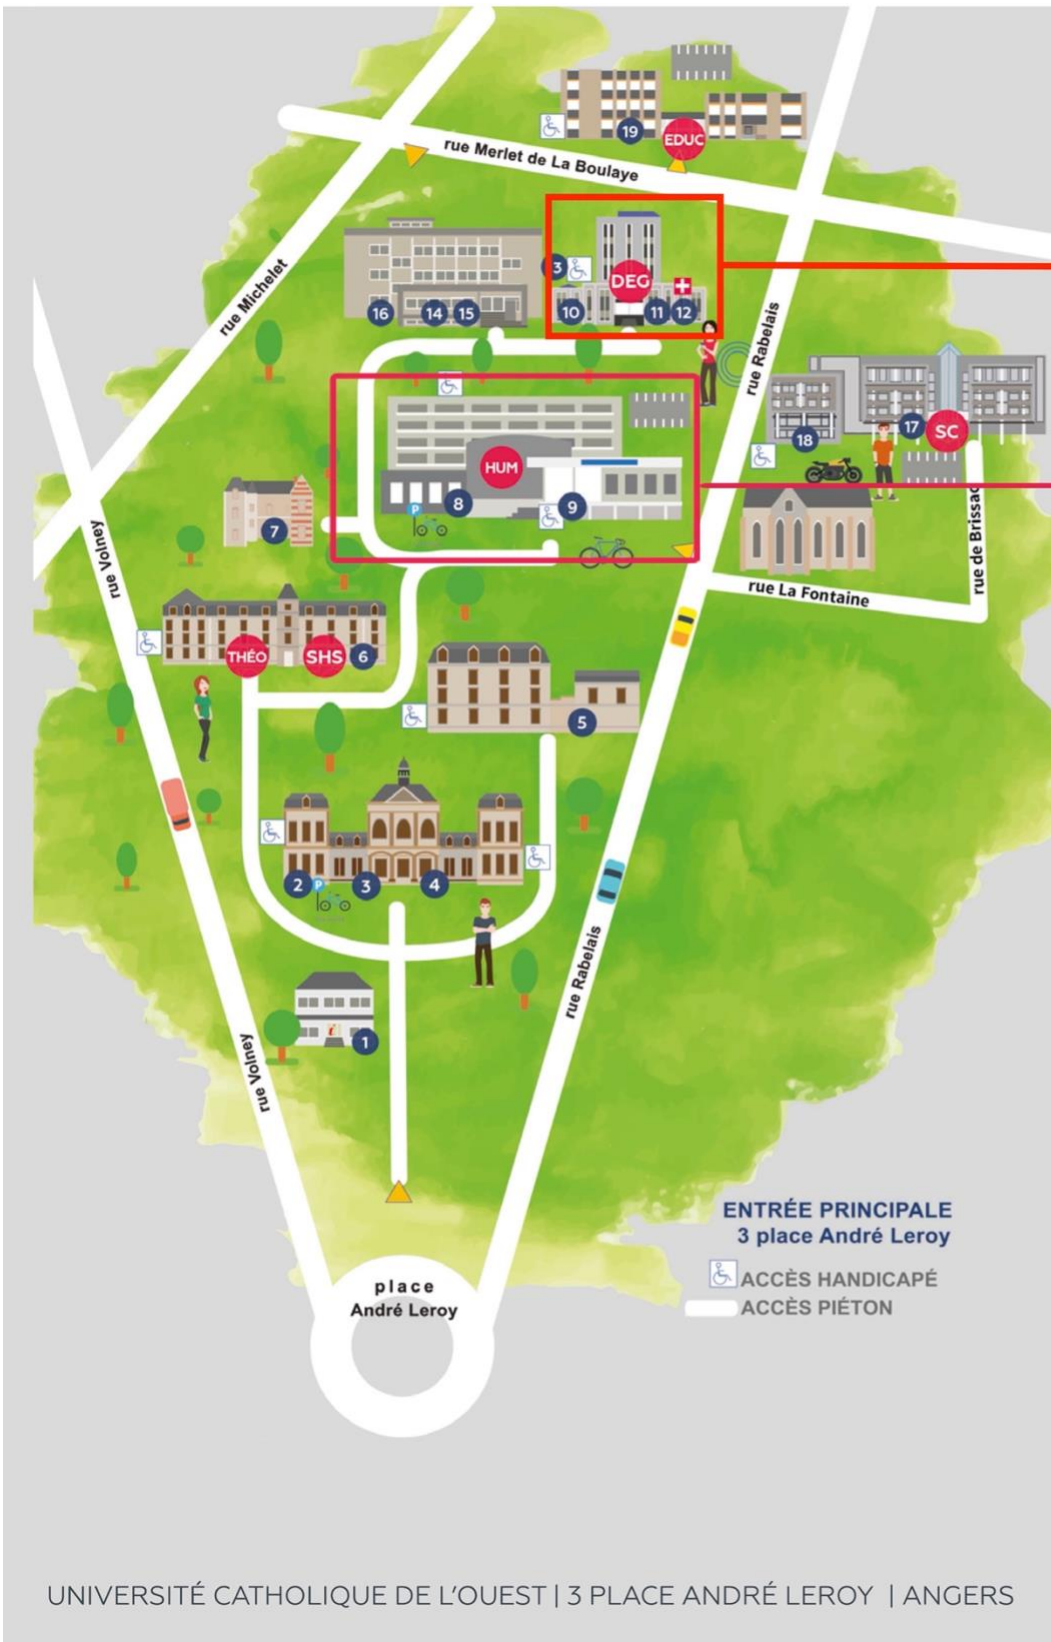 19
EDUC
rue Merlet de La Boulaye
rue Michelet
3
DEG
16
14
15
10
11
12
rue Rabelais
18
17
SC
HUM
P
8
9
7
rue Volney
rue de Brissac
rue La Fontaine
THÉO
SHS
6
5
2
P
3
4
rue Rabelais
i
1
rue Volney
ENTRÉE PRINCIPALE
3 place André Leroy
ACCÈS HANDICAPÉ
ACCÈS PIÉTON
place
André Leroy
UNIVERSITÉ CATHOLIQUE DE L'OUEST | 3 PLACE ANDRÉ LEROY | ANGERS